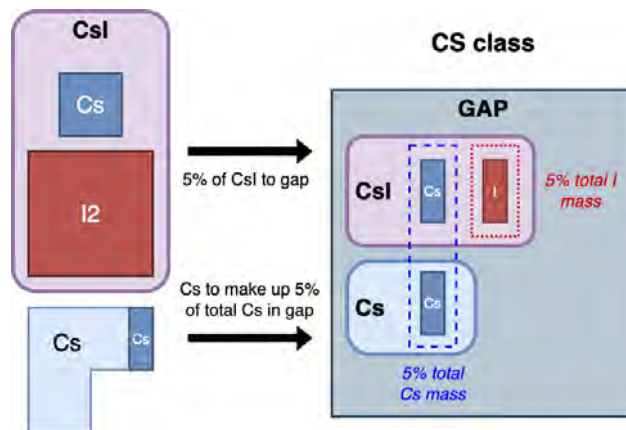 CsI
Cs
I2
5% of CsI to gap
Cs to make up 5%
of total Cs in gap
Cs
Cs
CS class
GAP
CsI
Cs
I
5% total I
mass
Cs
Cs
5% total
Cs mass